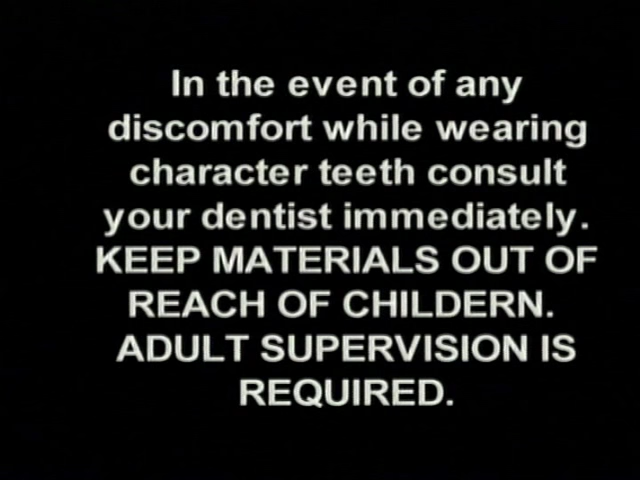 In the event of any
discomfort while wearing
character teeth consult
your dentist immediately.
KEEP MATERIALS OUT OF
REACH OF CHILDERN.
ADULT SUPERVISION IS
REQUIRED.